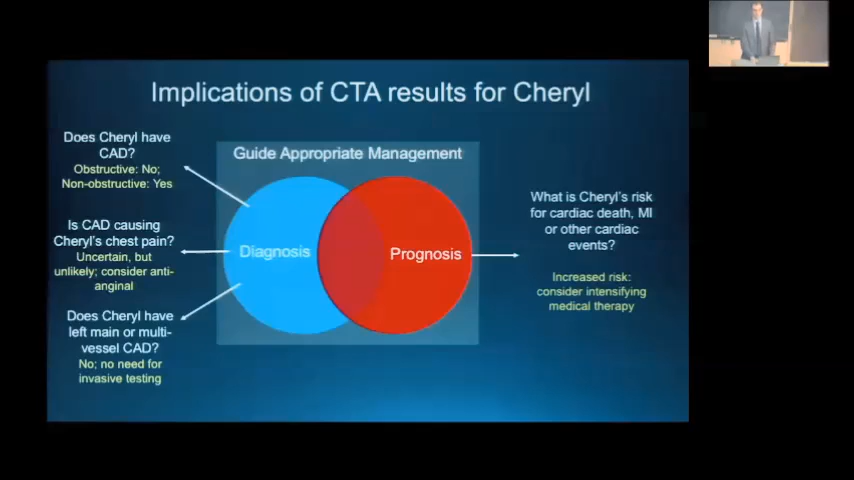 Implications of CTA results for Cheryl
Does Cheryl have
CAD?
Obstructive: No;
Non-obstructive: Yes
Is CAD causing
Cheryl's chest pain?
Uncertain, but
unlikely; consider anti-
anginal
Does Cheryl have
left main or multi-
vessel CAD?
No; no need for
invasive testing
Guide Appropriate Management
Diagnosis
Prognosis
What is Cheryl's risk
for cardiac death, MI
or other cardiac
events?
Increased risk:
consider intensifying
medical therapy